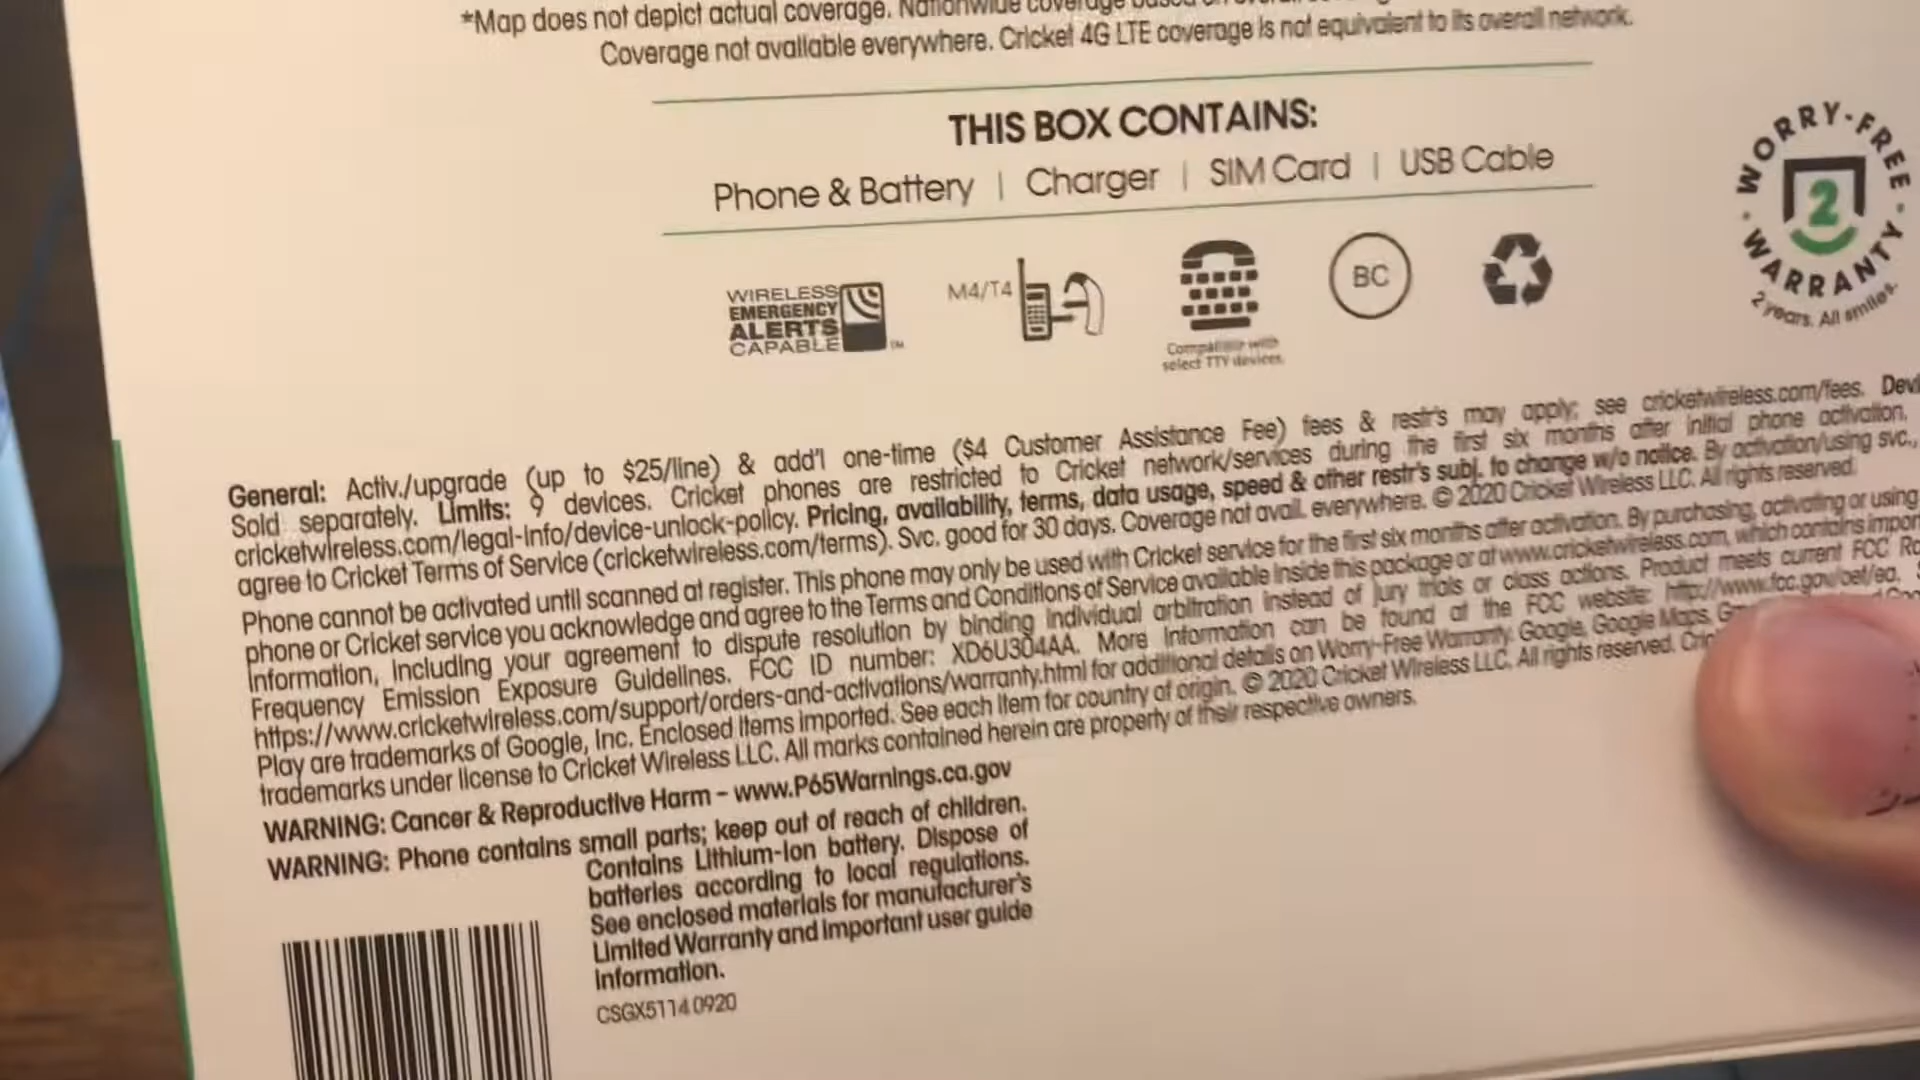 *Map does not depict actual coverage. Nationwide coverage based on
Coverage not available everywhere. Cricket 4G LTE coverage is not equivalent to its overall network.
THIS BOX CONTAINS:
Phone & Battery | Charger | SIM Card | USB Cable
WIRELESS
EMERGENCY
ALERTS
CAPABLE™
M4/T4
Compatible with
select TTY devices
BC
WORRY-FREE
2
WARRANTY
2 years. All smiles.
General: Activ./upgrade (up to $25/line) & add'l one-time ($4 Customer Assistance Fee) fees & restr's may apply; see cricketwireless.com/fees.
Sold separately. Limits: 9 devices. Cricket phones are restricted to Cricket network/services during the first six months after initial phone activation.
cricketwireless.com/legal-info/device-unlock-policy. Pricing, availability, terms, data usage, speed & other restr's subj. to change w/o notice. By activation/using svc.,
agree to Cricket Terms of Service (cricketwireless.com/terms). Svc. good for 30 days. Coverage not avail. everywhere. © 2020 Cricket Wireless LLC. All rights reserved.
Phone cannot be activated until scanned at register. This phone may only be used with Cricket service for the first six months after activation. By purchasing, activating or using
phone or Cricket service you acknowledge and agree to the Terms and Conditions of Service available inside this package or at www.cricketwireless.com, which contains
information, including your agreement to dispute resolution by binding individual arbitration instead of jury trials or class actions. Product meets current FCC
Frequency Emission Exposure Guidelines. FCC ID number: XD6U304AA. More information can be found at the FCC website: http://www.fcc.gov/oet/ea.
https://www.cricketwireless.com/support/orders-and-activations/warranty.html for additional details on Worry-Free Warranty. Google, Google Maps,
Play are trademarks of Google, Inc. Enclosed items imported. See each item for country of origin. © 2020 Cricket Wireless LLC. All rights reserved.
trademarks under license to Cricket Wireless LLC. All marks contained herein are property of their respective owners.
WARNING: Cancer & Reproductive Harm – www.P65Warnings.ca.gov
WARNING: Phone contains small parts; keep out of reach of children.
Contains Lithium-Ion battery. Dispose of
batteries according to local regulations.
See enclosed materials for manufacturer's
Limited Warranty and important user guide
information.
CSGX5114 0920